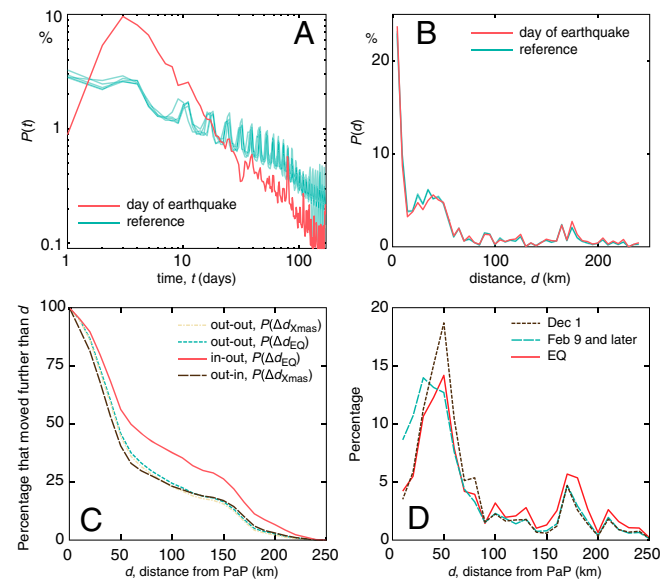 10
%
1
0.1
P(t)
A
day of earthquake
reference
1
10
100
time, t (days)
%
20
10
0
P(d)
B
day of earthquake
reference
0
100
200
distance, d (km)
100
75
50
25
0
Percentage that moved further than d
out-out, P(Δd_Xmas)
out-out, P(Δd_EQ)
in-out, P(Δd_EQ)
out-in, P(Δd_Xmas)
C
0 50 100 150 200 250
d, distance from PaP (km)
20
15
10
5
0
Percentage
Dec 1
Feb 9 and later
EQ
D
0 50 100 150 200 250
d, distance from PaP (km)